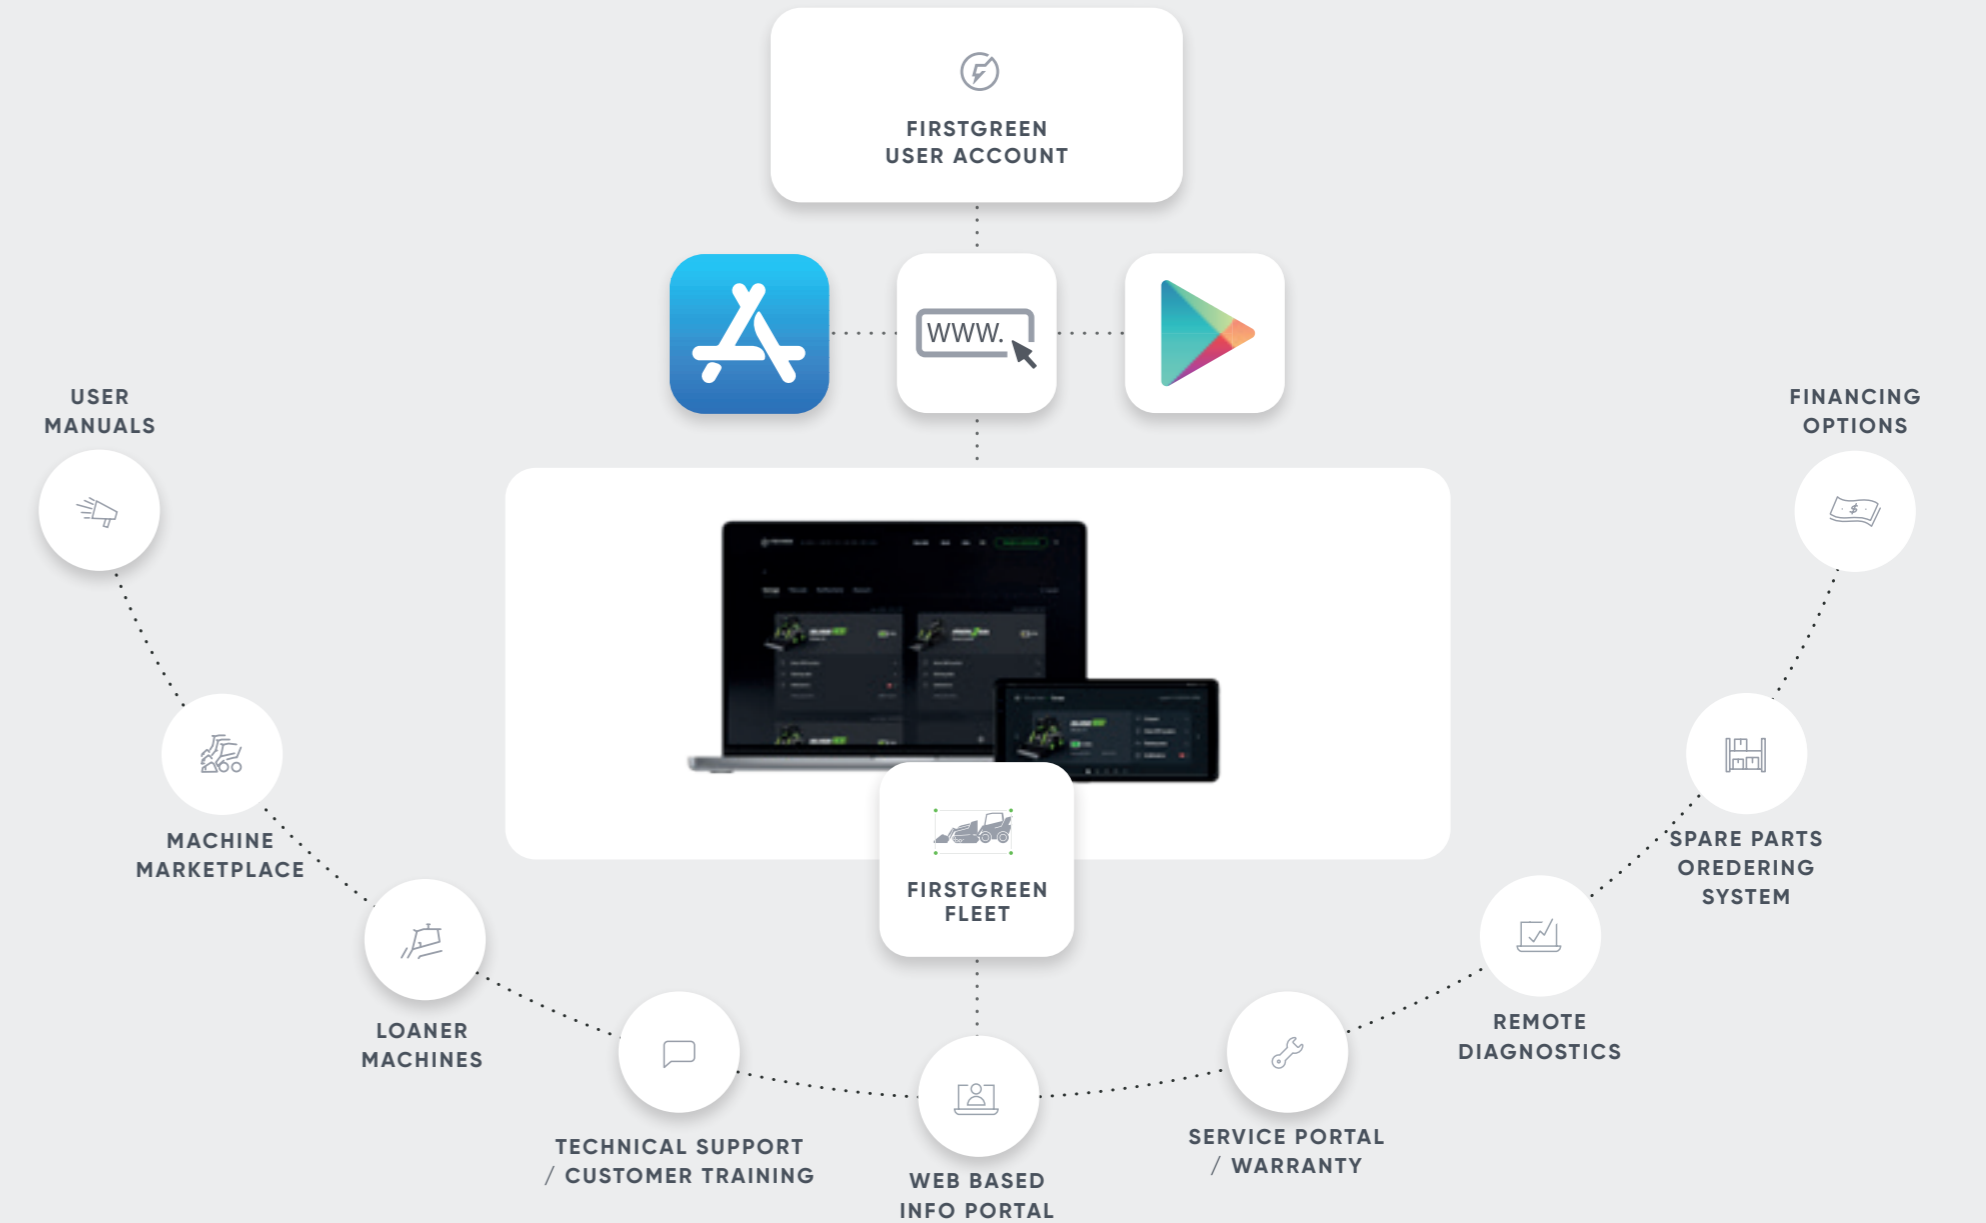 FIRSTGREEN
USER ACCOUNT
WWW.
USER
MANUALS
FINANCING
OPTIONS
MACHINE
MARKETPLACE
SPARE PARTS
OREDERING
SYSTEM
FIRSTGREEN
FLEET
LOANER
MACHINES
REMOTE
DIAGNOSTICS
TECHNICAL SUPPORT
/ CUSTOMER TRAINING
SERVICE PORTAL
/ WARRANTY
WEB BASED
INFO PORTAL